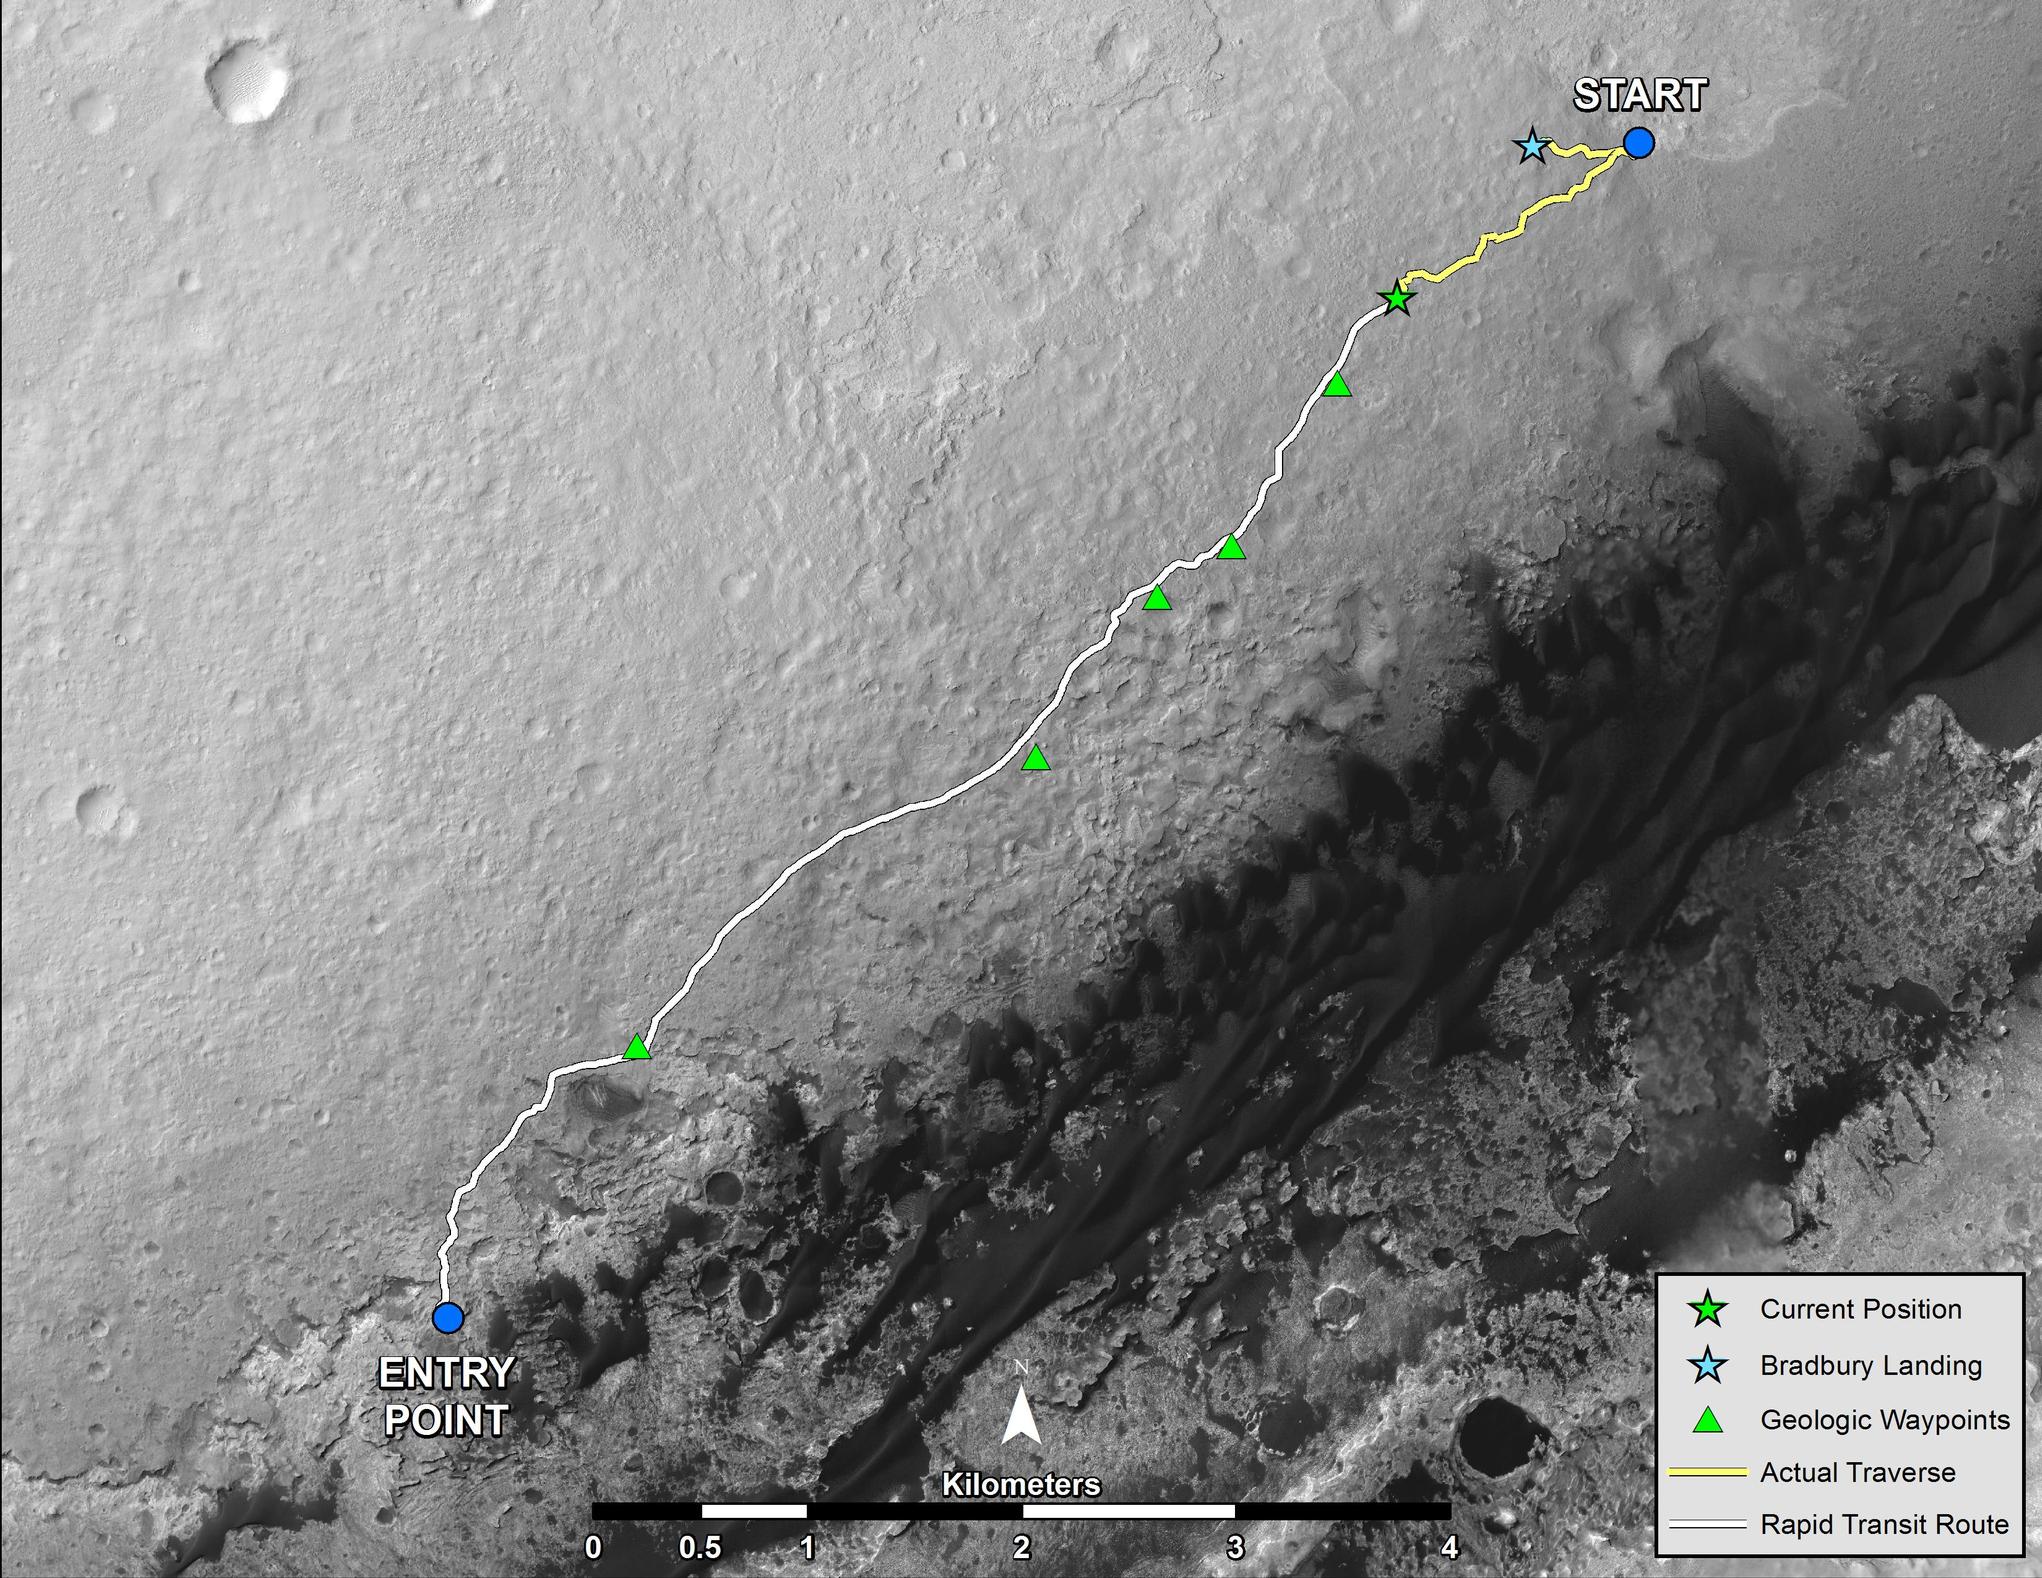 START
ENTRY
POINT
N
Kilometers
0 0.5 1 2 3 4
Current Position
Bradbury Landing
Geologic Waypoints
Actual Traverse
Rapid Transit Route